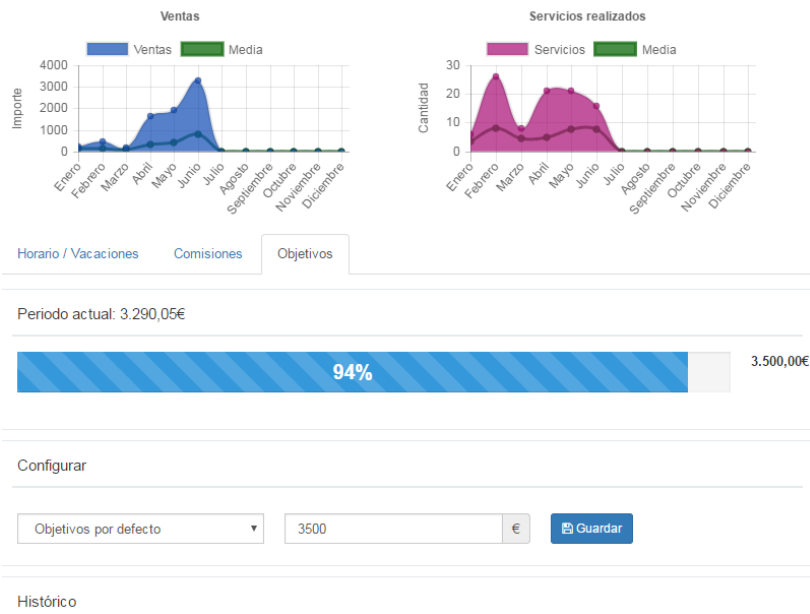 Ventas
Ventas Media
Importe
4000
3000
2000
1000
0
Enero Febrero Marzo Abril Mayo Junio Julio Agosto Septiembre Octubre Noviembre Diciembre
Servicios realizados
Servicios Media
Cantidad
30
20
10
0
Enero Febrero Marzo Abril Mayo Junio Julio Agosto Septiembre Octubre Noviembre Diciembre
Horario / Vacaciones Comisiones Objetivos
Periodo actual: 3.290,05€
94% 3.500,00€
Configurar
Objetivos por defecto 3500 € Guardar
Histórico